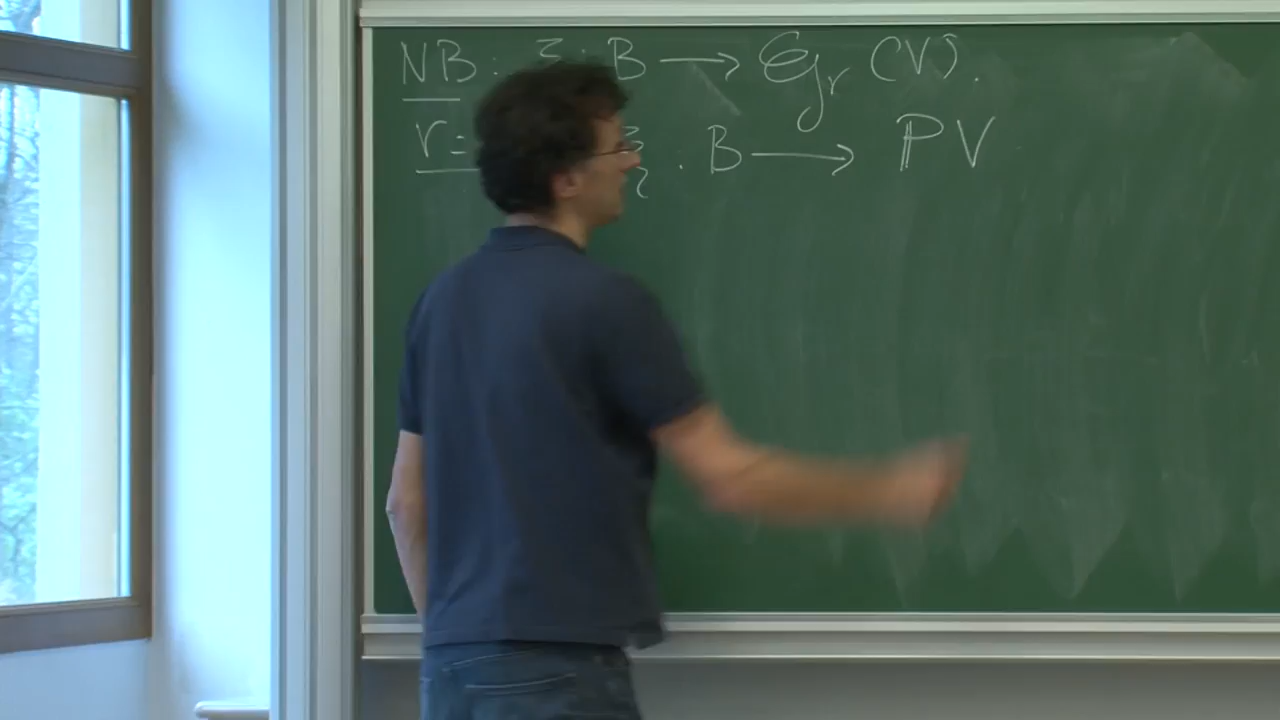 NB: ξ: B → Gr (V).
r= ξ : B → PV